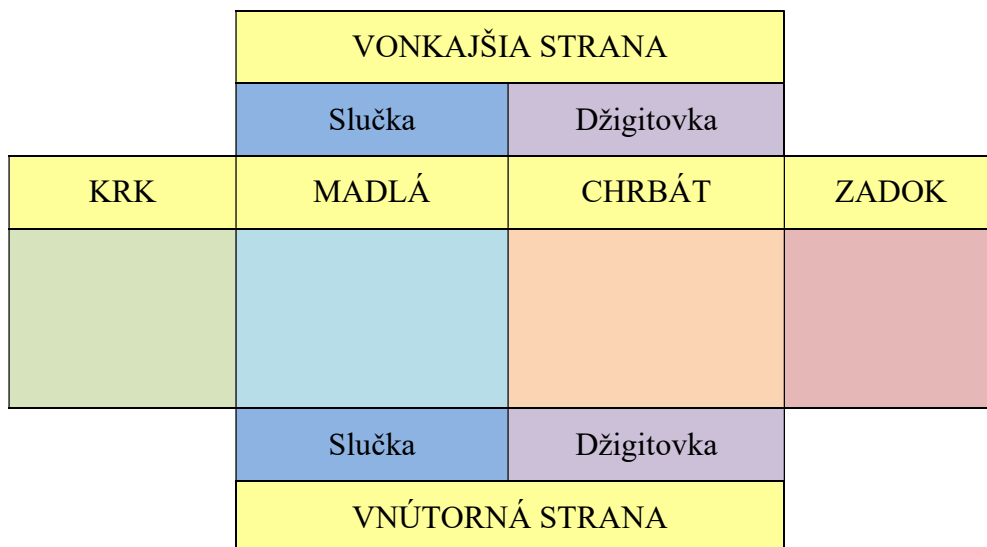 VONKAJŠIA STRANA
Slučka Džigitovka
KRK MADLÁ CHRBÁT ZADOK
Slučka Džigitovka
VNÚTORNÁ STRANA